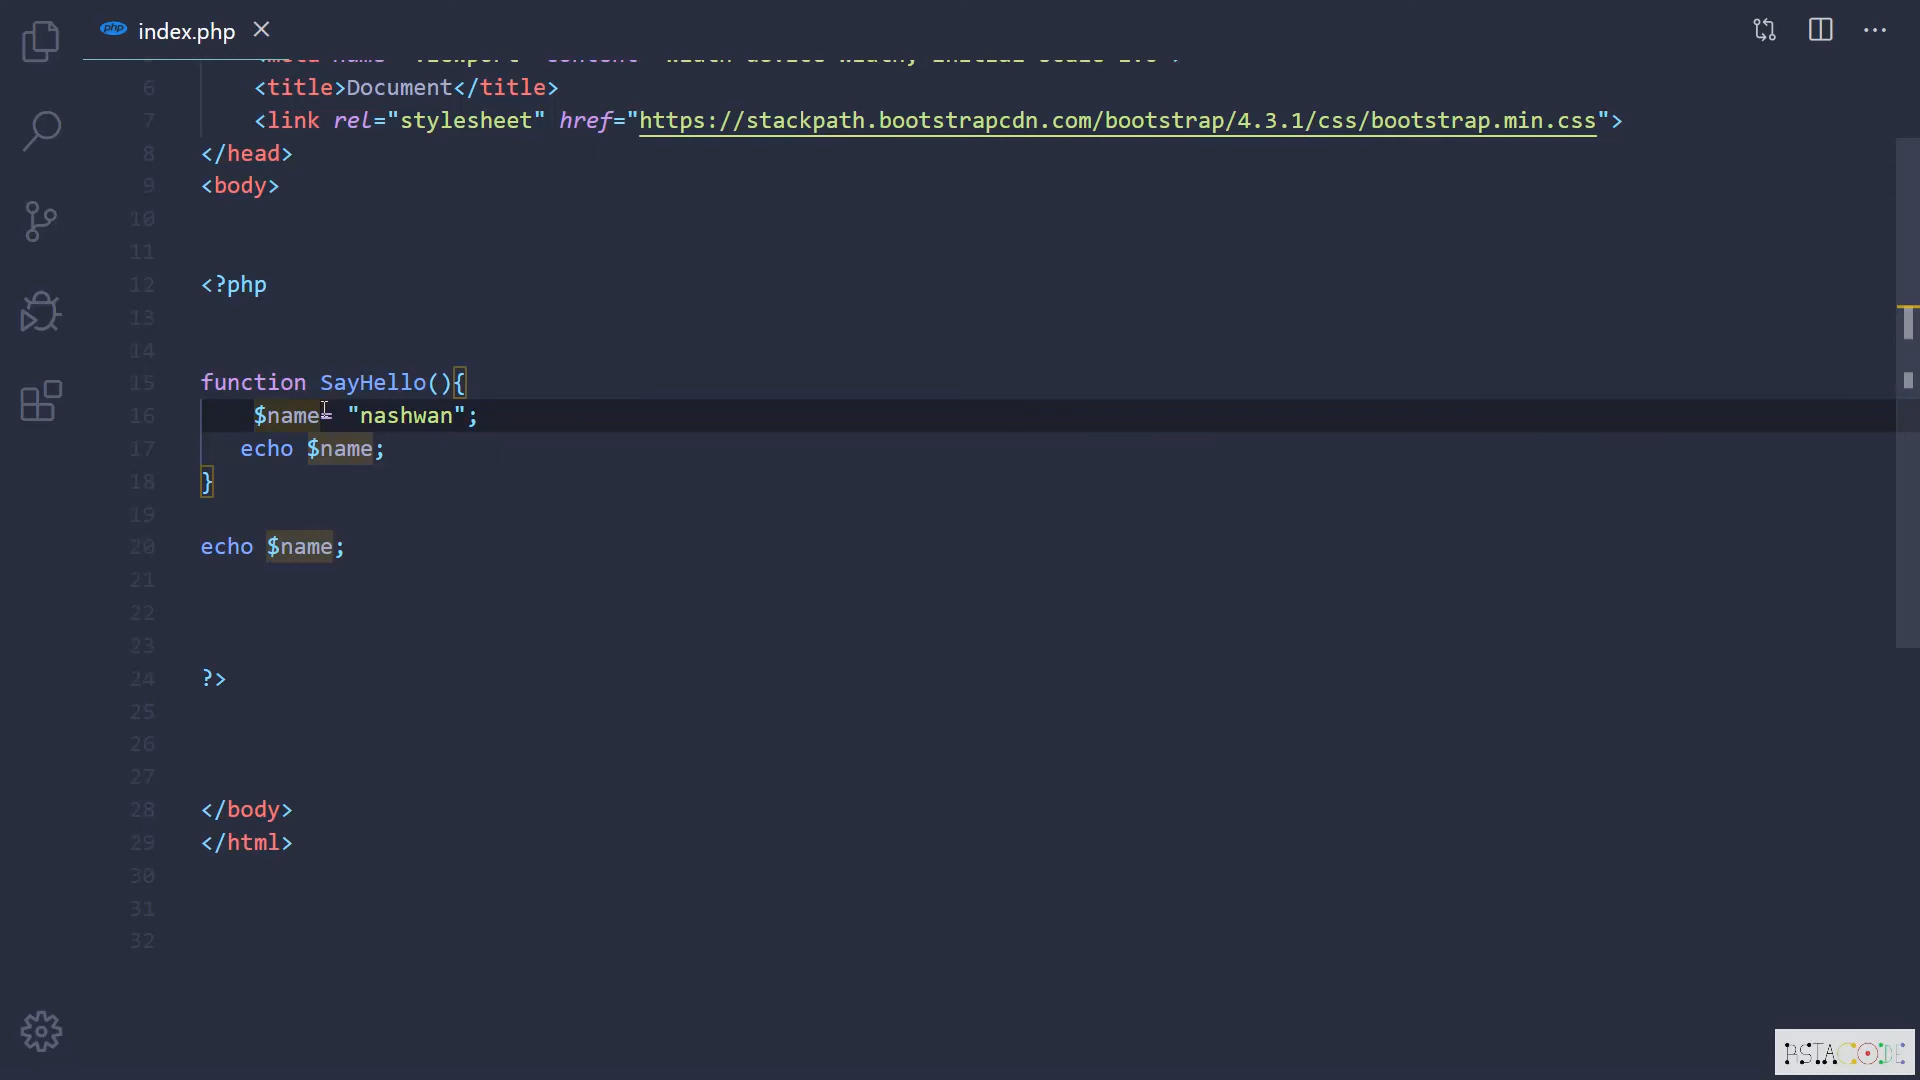 index.php
6 <title>Document</title>
7 <link rel="stylesheet" href="https://stackpath.bootstrapcdn.com/bootstrap/4.3.1/css/bootstrap.min.css">
8 </head>
9 <body>
10
11
12 <?php
13
14
15 function SayHello(){
16 $name= "nashwan";
17 echo $name;
18 }
19
20 echo $name;
21
22
23
24 ?>
25
26
27
28 </body>
29 </html>
30
31
32
RSTACODE